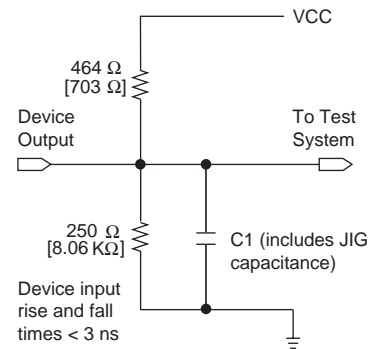 VCC
464 Ω
[703 Ω]
Device
Output
To Test
System
250 Ω
[8.06 KΩ]
C1 (includes JIG
capacitance)
Device input
rise and fall
times < 3 ns